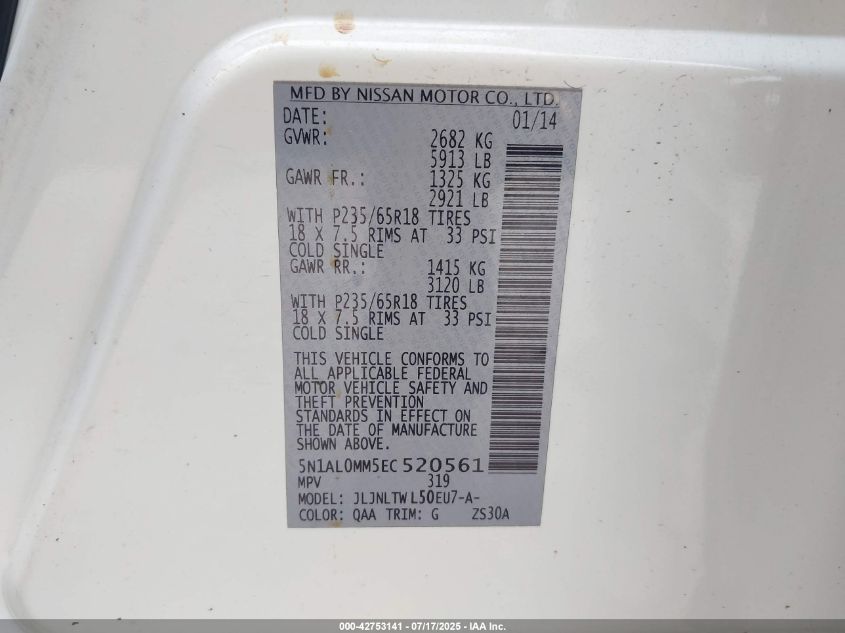 MFD BY NISSAN MOTOR CO., LTD.
DATE: 01/14
GVWR: 2682 KG
5913 LB
GAWR FR.: 1325 KG
2921 LB
WITH P235/65R18 TIRES
18 X 7.5 RIMS AT 33 PSI
COLD SINGLE
GAWR RR.: 1415 KG
3120 LB
WITH P235/65R18 TIRES
18 X 7.5 RIMS AT 33 PSI
COLD SINGLE
THIS VEHICLE CONFORMS TO
ALL APPLICABLE FEDERAL
MOTOR VEHICLE SAFETY AND
THEFT PREVENTION
STANDARDS IN EFFECT ON
THE DATE OF MANUFACTURE
SHOWN ABOVE.
5N1AL0MM5EC520561
MPV 319
MODEL: JLJNLTWL50EU7-A-
COLOR: QAA TRIM: G ZS30A
000-42753141 - 07/17/2025 - IAA Inc.